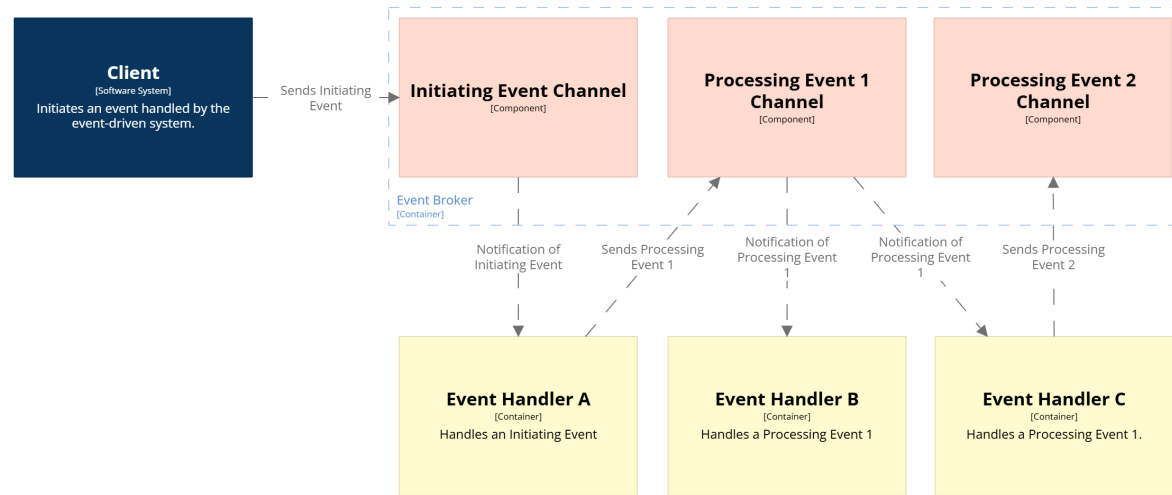 Client
[Software System]
Initiates an event handled by the
event-driven system.
Sends Initiating
Event
Initiating Event Channel
[Component]
Processing Event 1
Channel
[Component]
Processing Event 2
Channel
[Component]
Event Broker
[Container]
Notification of
Initiating Event
Sends Processing
Event 1
Notification of
Processing Event
1
Notification of
Processing Event
1
Sends Processing
Event 2
Event Handler A
[Container]
Handles an Initiating Event
Event Handler B
[Container]
Handles a Processing Event 1
Event Handler C
[Container]
Handles a Processing Event 1.